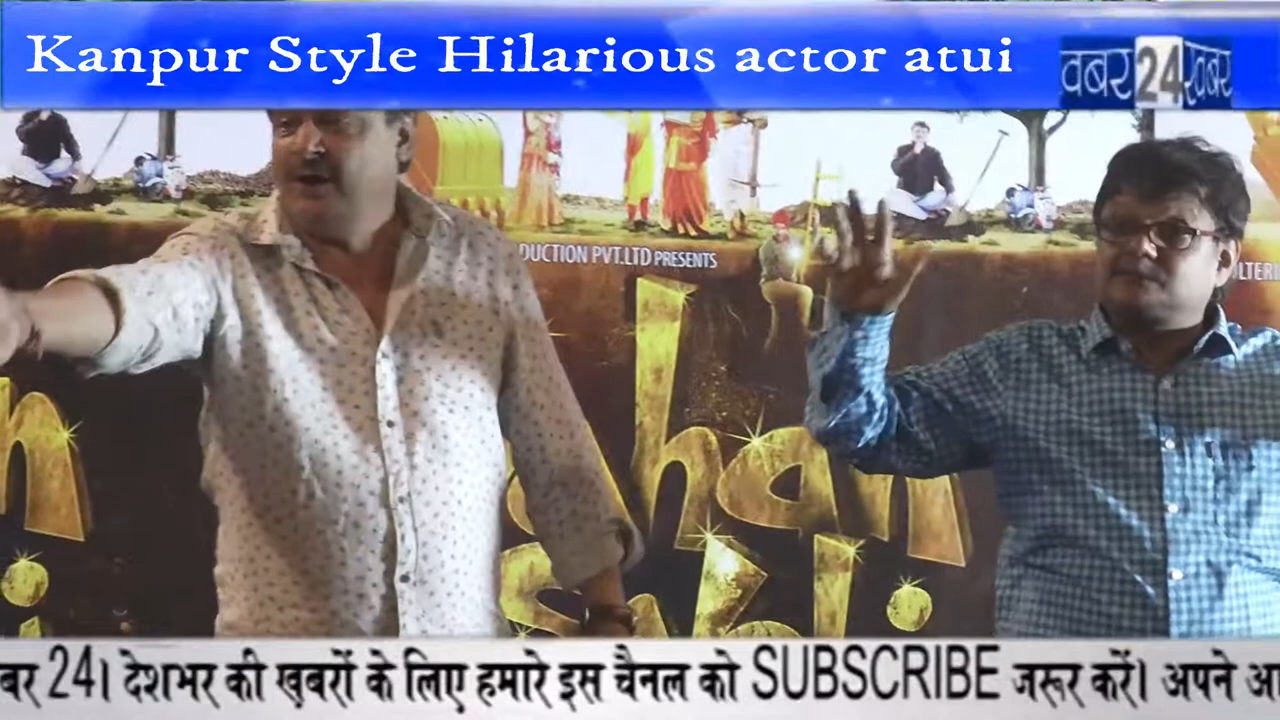 Kanpur Style Hilarious actor atui
खबर 24 खबर
DUCTION PVT.LTD PRESENTS
बर 24। देशभर की ख़बरों के लिए हमारे इस चैनल को SUBSCRIBE जरूर करें। अपने आ